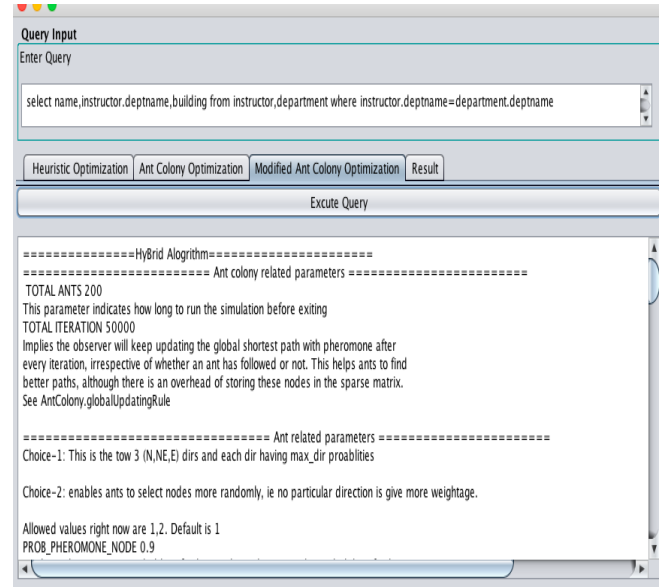 Query Input
Enter Query
select name,instructor.deptname,building from instructor,department where instructor.deptname=department.deptname
Heuristic Optimization Ant Colony Optimization Modified Ant Colony Optimization Result
Excute Query
===============HyBrid Alogrithm======================
========================= Ant colony related parameters ========================
TOTAL ANTS 200
This parameter indicates how long to run the simulation before exiting
TOTAL ITERATION 50000
Implies the observer will keep updating the global shortest path with pheromone after
every iteration, irrespective of whether an ant has followed or not. This helps ants to find
better paths, although there is an overhead of storing these nodes in the sparse matrix.
See AntColony.globalUpdatingRule
================================= Ant related parameters =======================
Choice-1: This is the tow 3 (N,NE,E) dirs and each dir having max_dir proablities
Choice-2: enables ants to select nodes more randomly, ie no particular direction is give more weightage.
Allowed values right now are 1,2. Default is 1
PROB_PHEROMONE_NODE 0.9